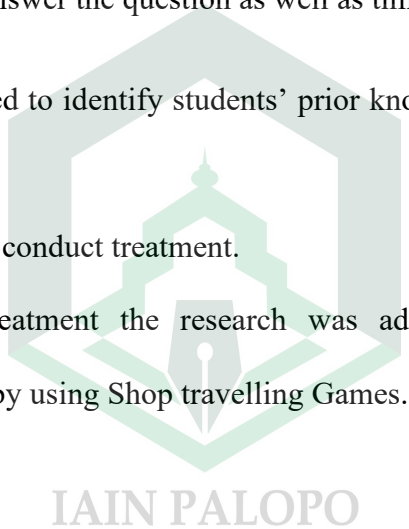 nswer the question as well as tim
ed to identify students’ prior kno
conduct treatment.
eatment the research was ad
by using Shop travelling Games.
IAIN PALOPO